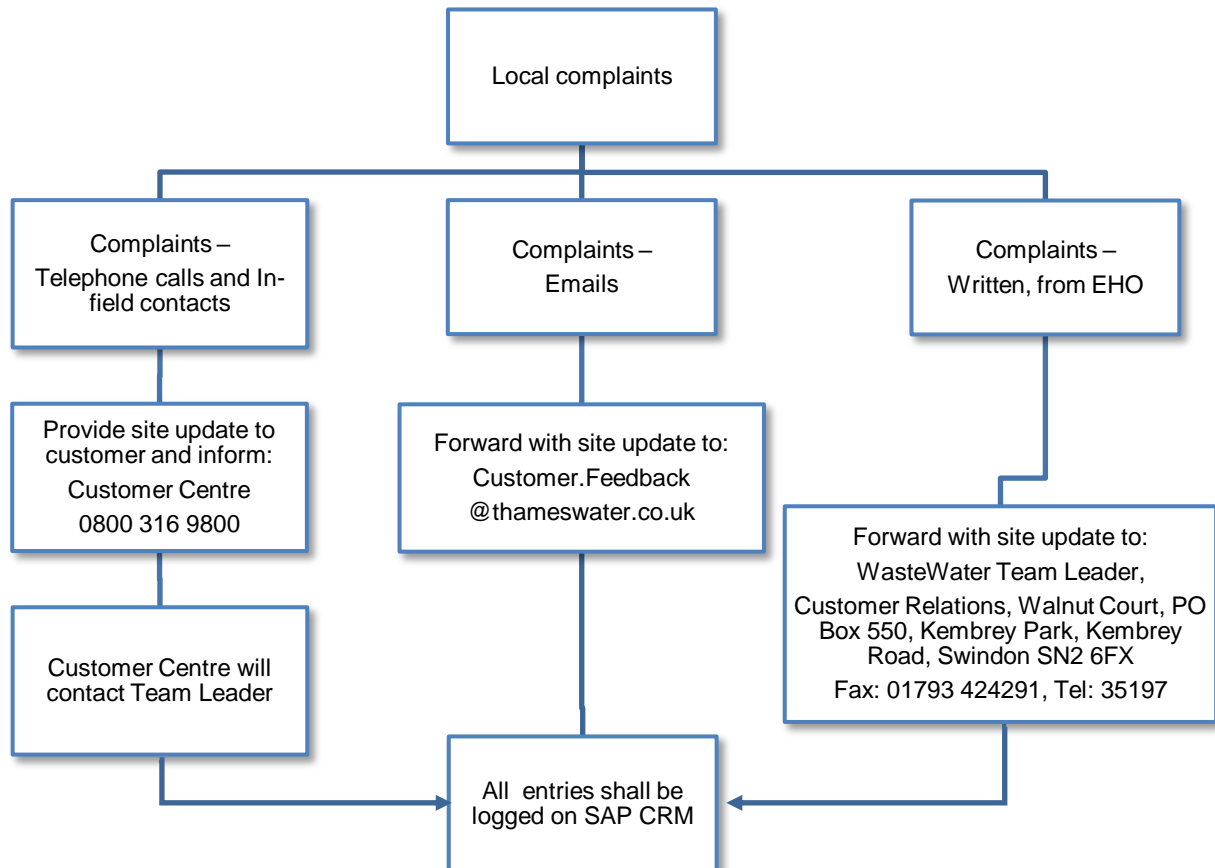 Local complaints
Complaints –
Telephone calls and In-
field contacts
Complaints –
Emails
Complaints –
Written, from EHO
Provide site update to
customer and inform:
Customer Centre
0800 316 9800
Forward with site update to:
Customer.Feedback
@thameswater.co.uk
Forward with site update to:
WasteWater Team Leader,
Customer Relations, Walnut Court, PO
Box 550, Kembrey Park, Kembrey
Road, Swindon SN2 6FX
Fax: 01793 424291, Tel: 35197
Customer Centre will
contact Team Leader
All entries shall be
logged on SAP CRM